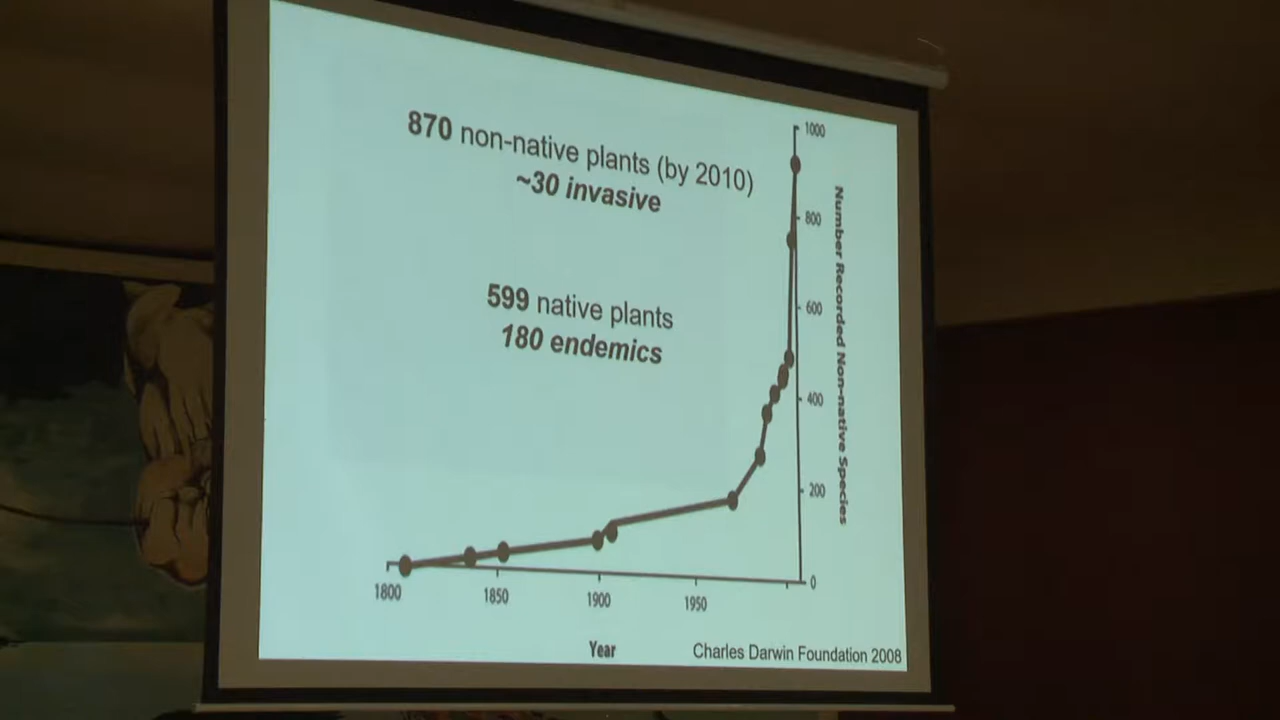 870 non-native plants (by 2010)
~30 invasive
599 native plants
180 endemics
1000
800
600
400
200
0
Number Recorded Non-native Species
1800
1850
1900
1950
Year
Charles Darwin Foundation 2008